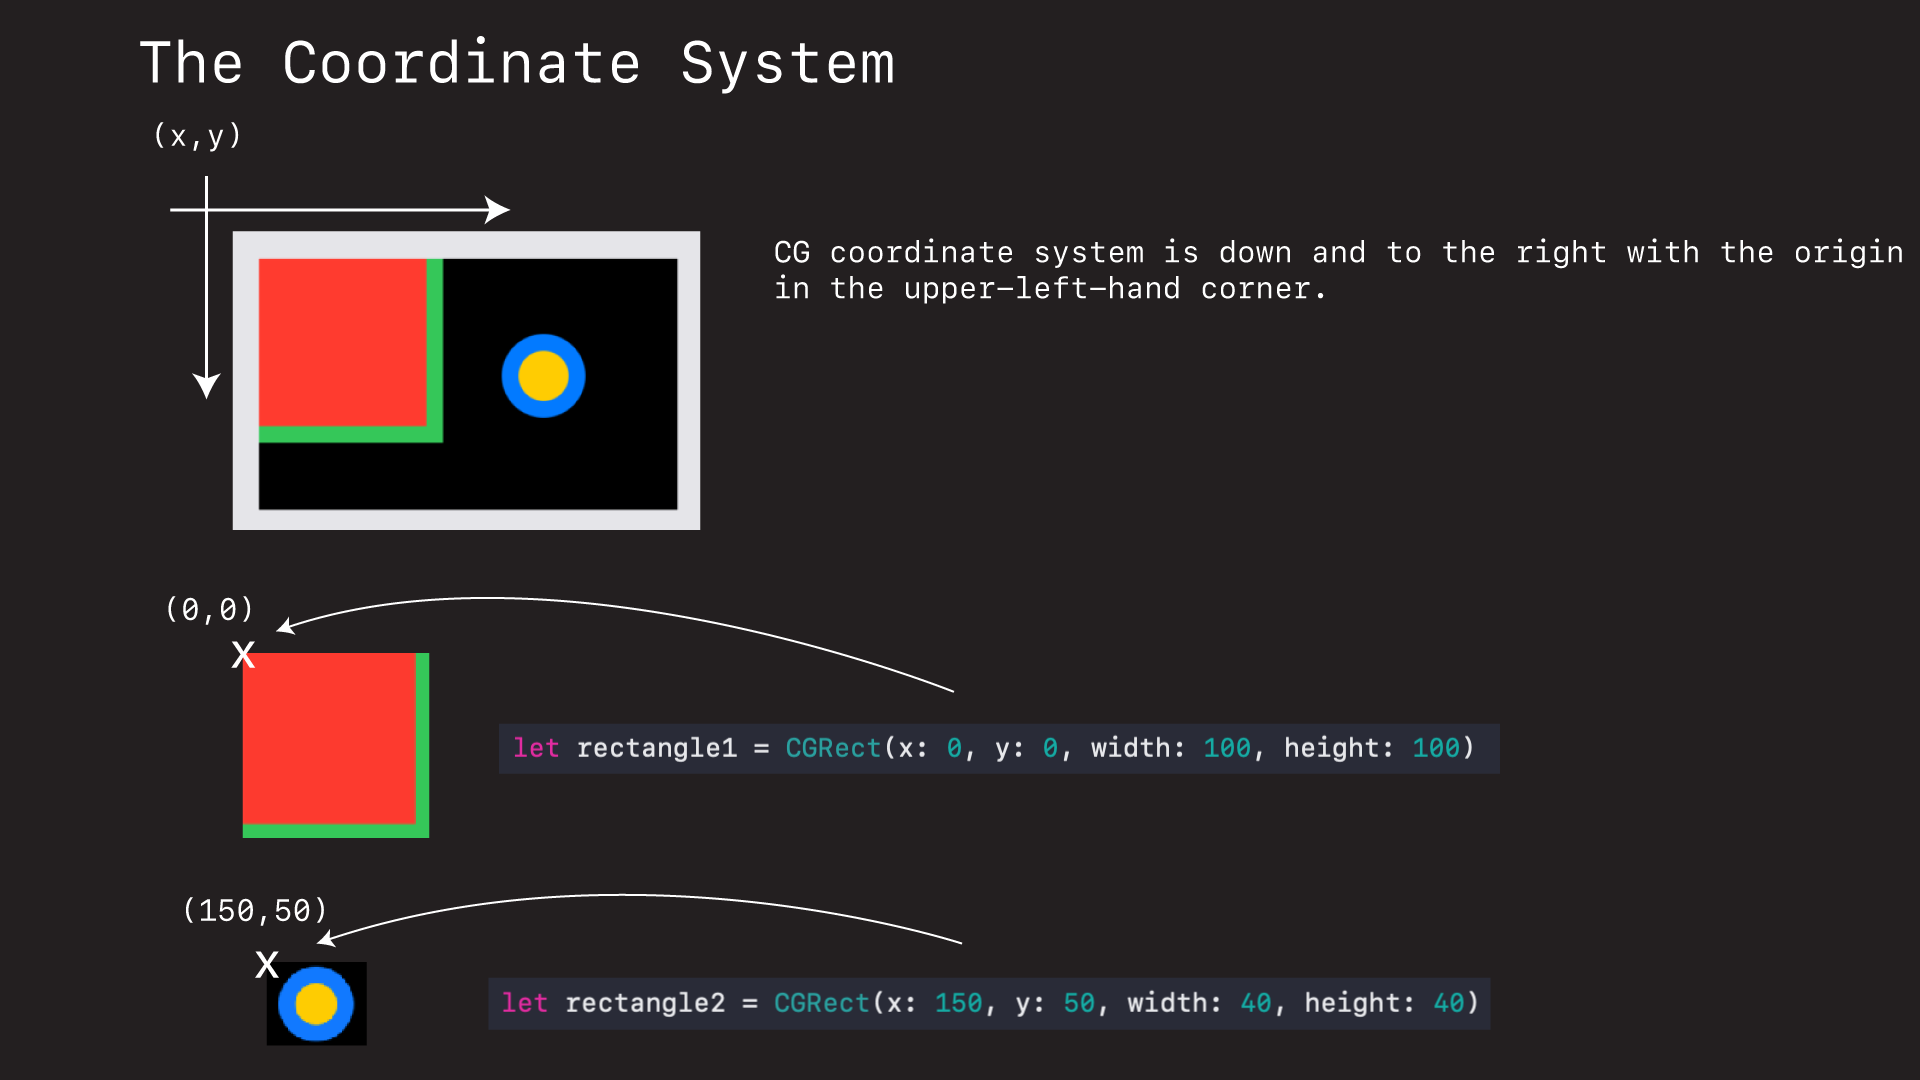 The Coordinate System
(x,y)
CG coordinate system is down and to the right with the origin
in the upper-left-hand corner.
(0,0)
X
let rectangle1 = CGRect(x: 0, y: 0, width: 100, height: 100)
(150,50)
X
let rectangle2 = CGRect(x: 150, y: 50, width: 40, height: 40)